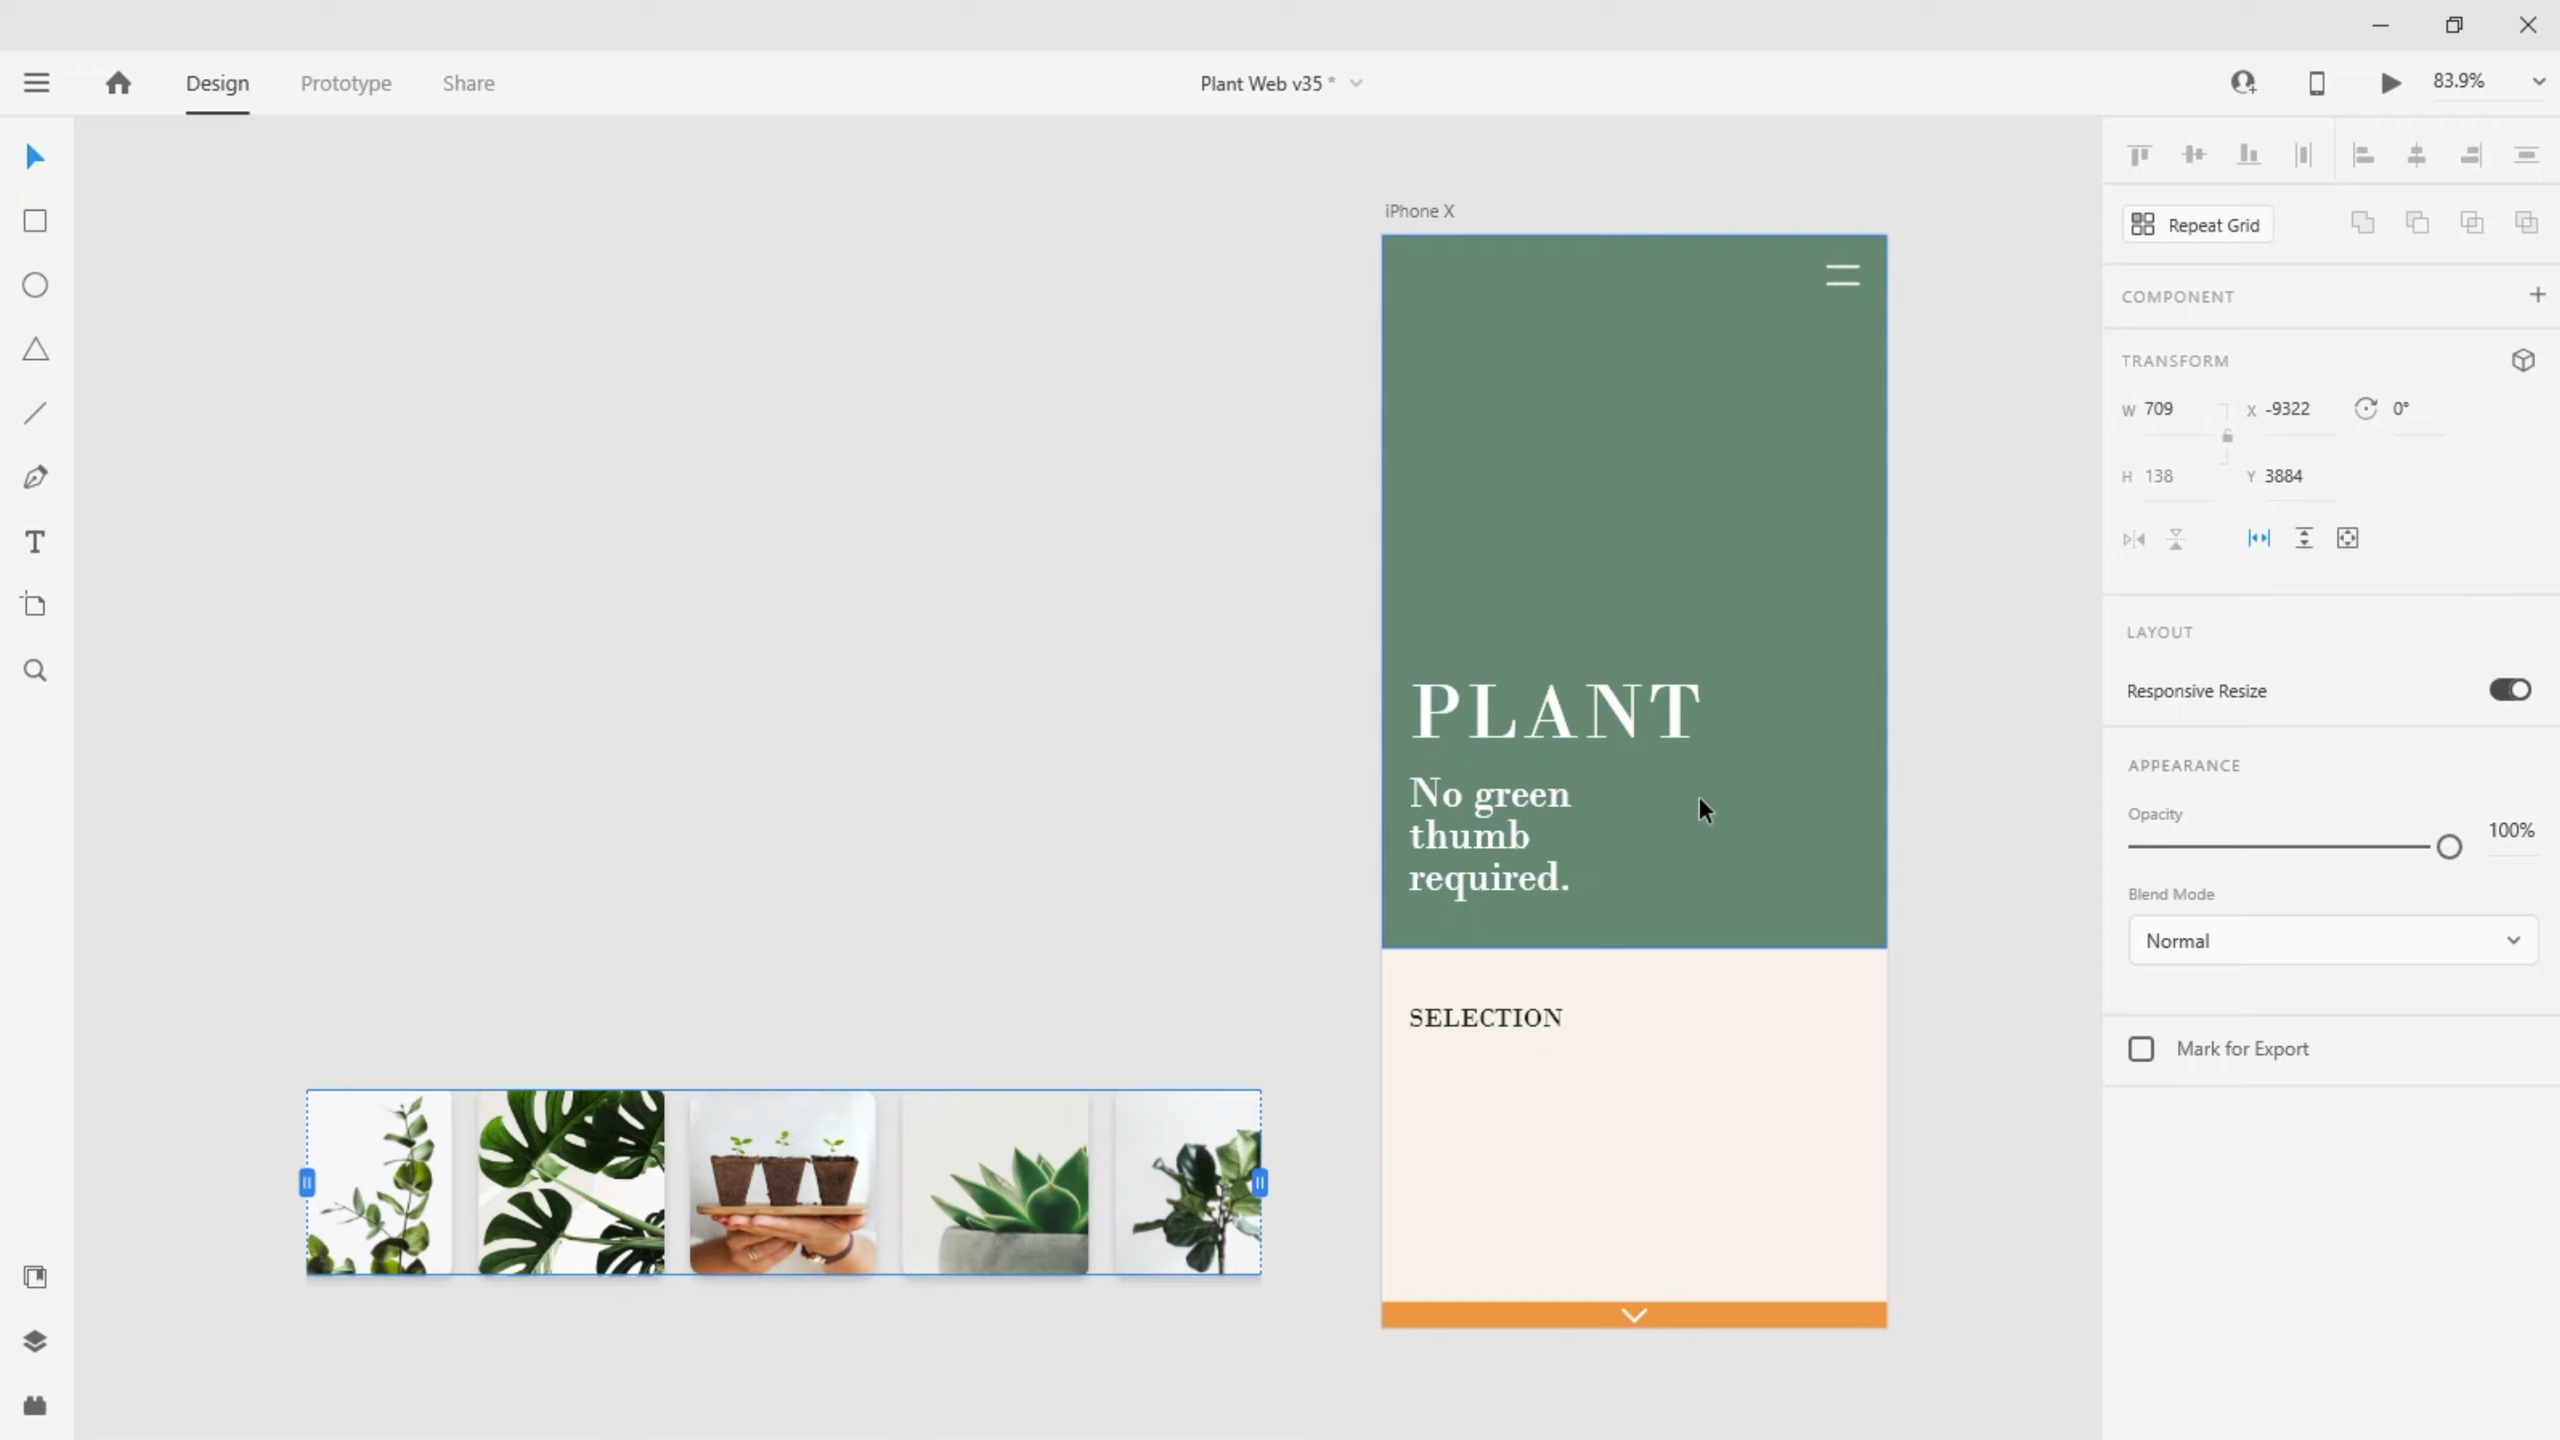 Design
Prototype
Share
Plant Web v35 *
83.9%
iPhone X
PLANT
No green
thumb
required.
SELECTION
Repeat Grid
COMPONENT
TRANSFORM
W 709
X -9322
0°
H 138
Y 3884
LAYOUT
Responsive Resize
APPEARANCE
Opacity
100%
Blend Mode
Normal
Mark for Export